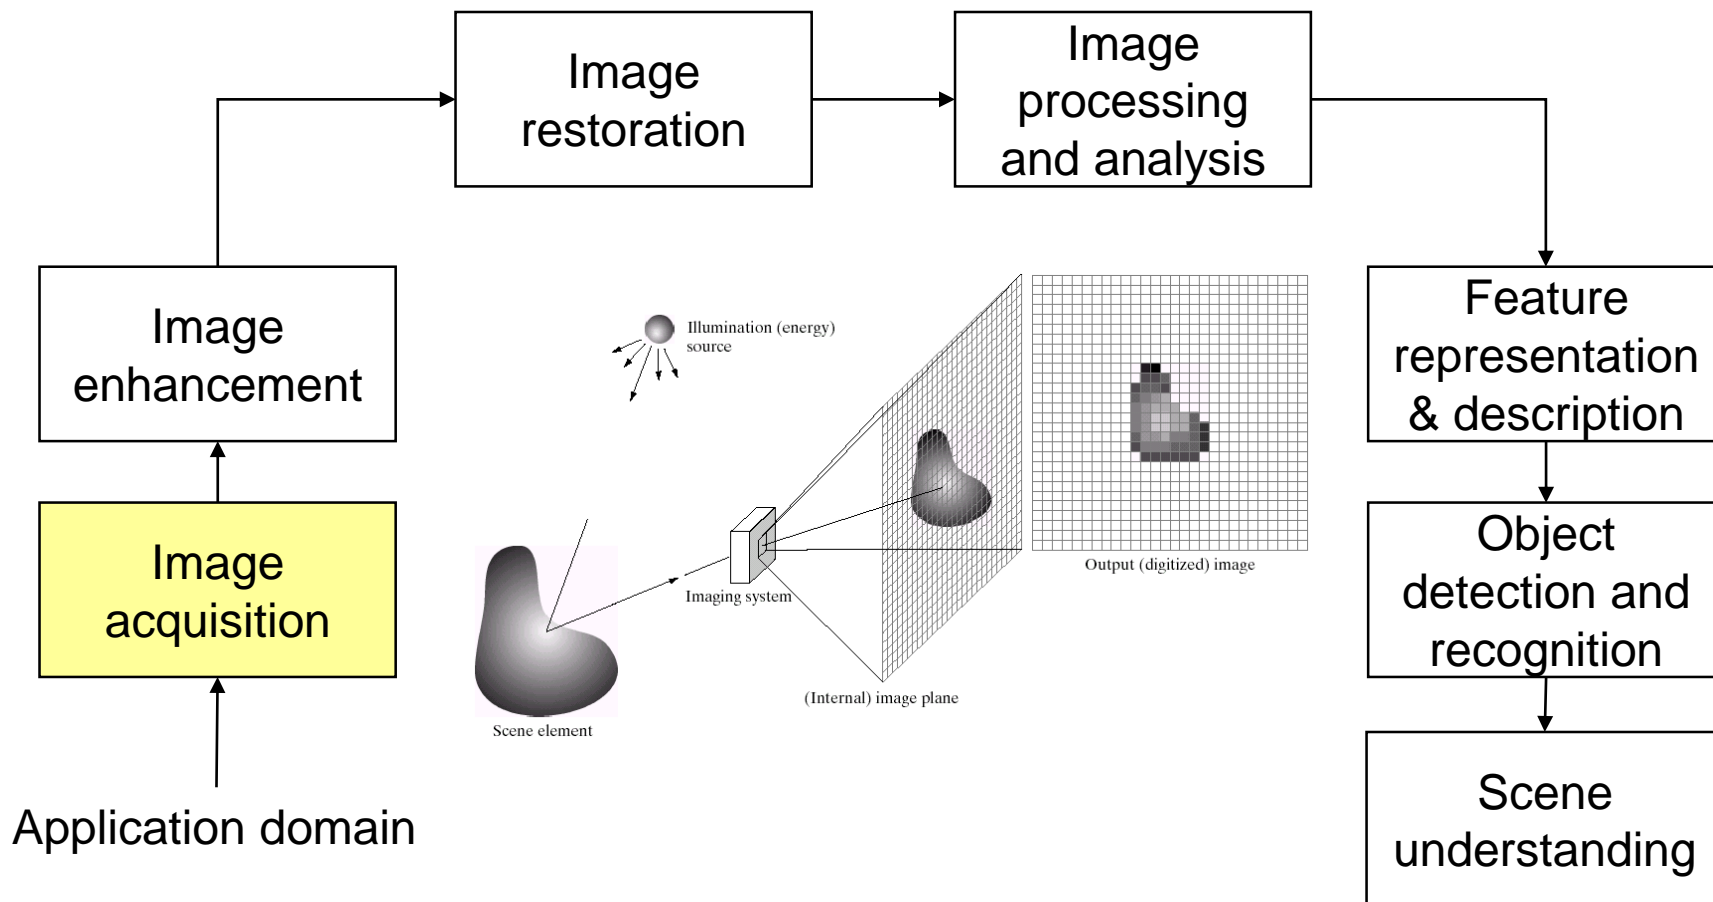 Image
restoration
Image
processing
and analysis
Image
enhancement
Illumination (energy)
source
Feature
representation
& description
Image
acquisition
Imaging system
Output (digitized) image
Object
detection and
recognition
(Internal) image plane
Scene element
Application domain
Scene
understanding